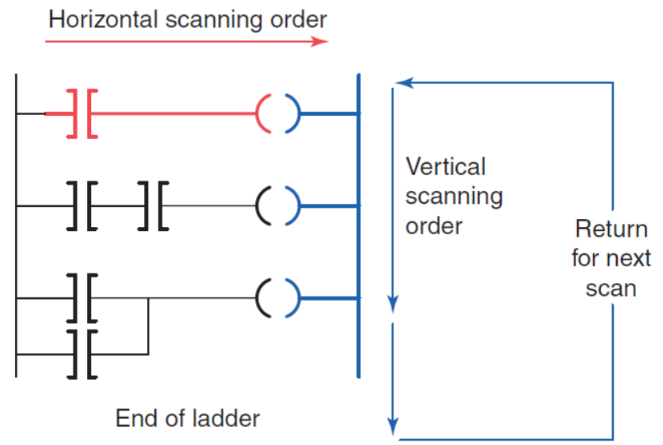 Horizontal scanning order
Vertical
scanning
order
Return
for next
scan
End of ladder